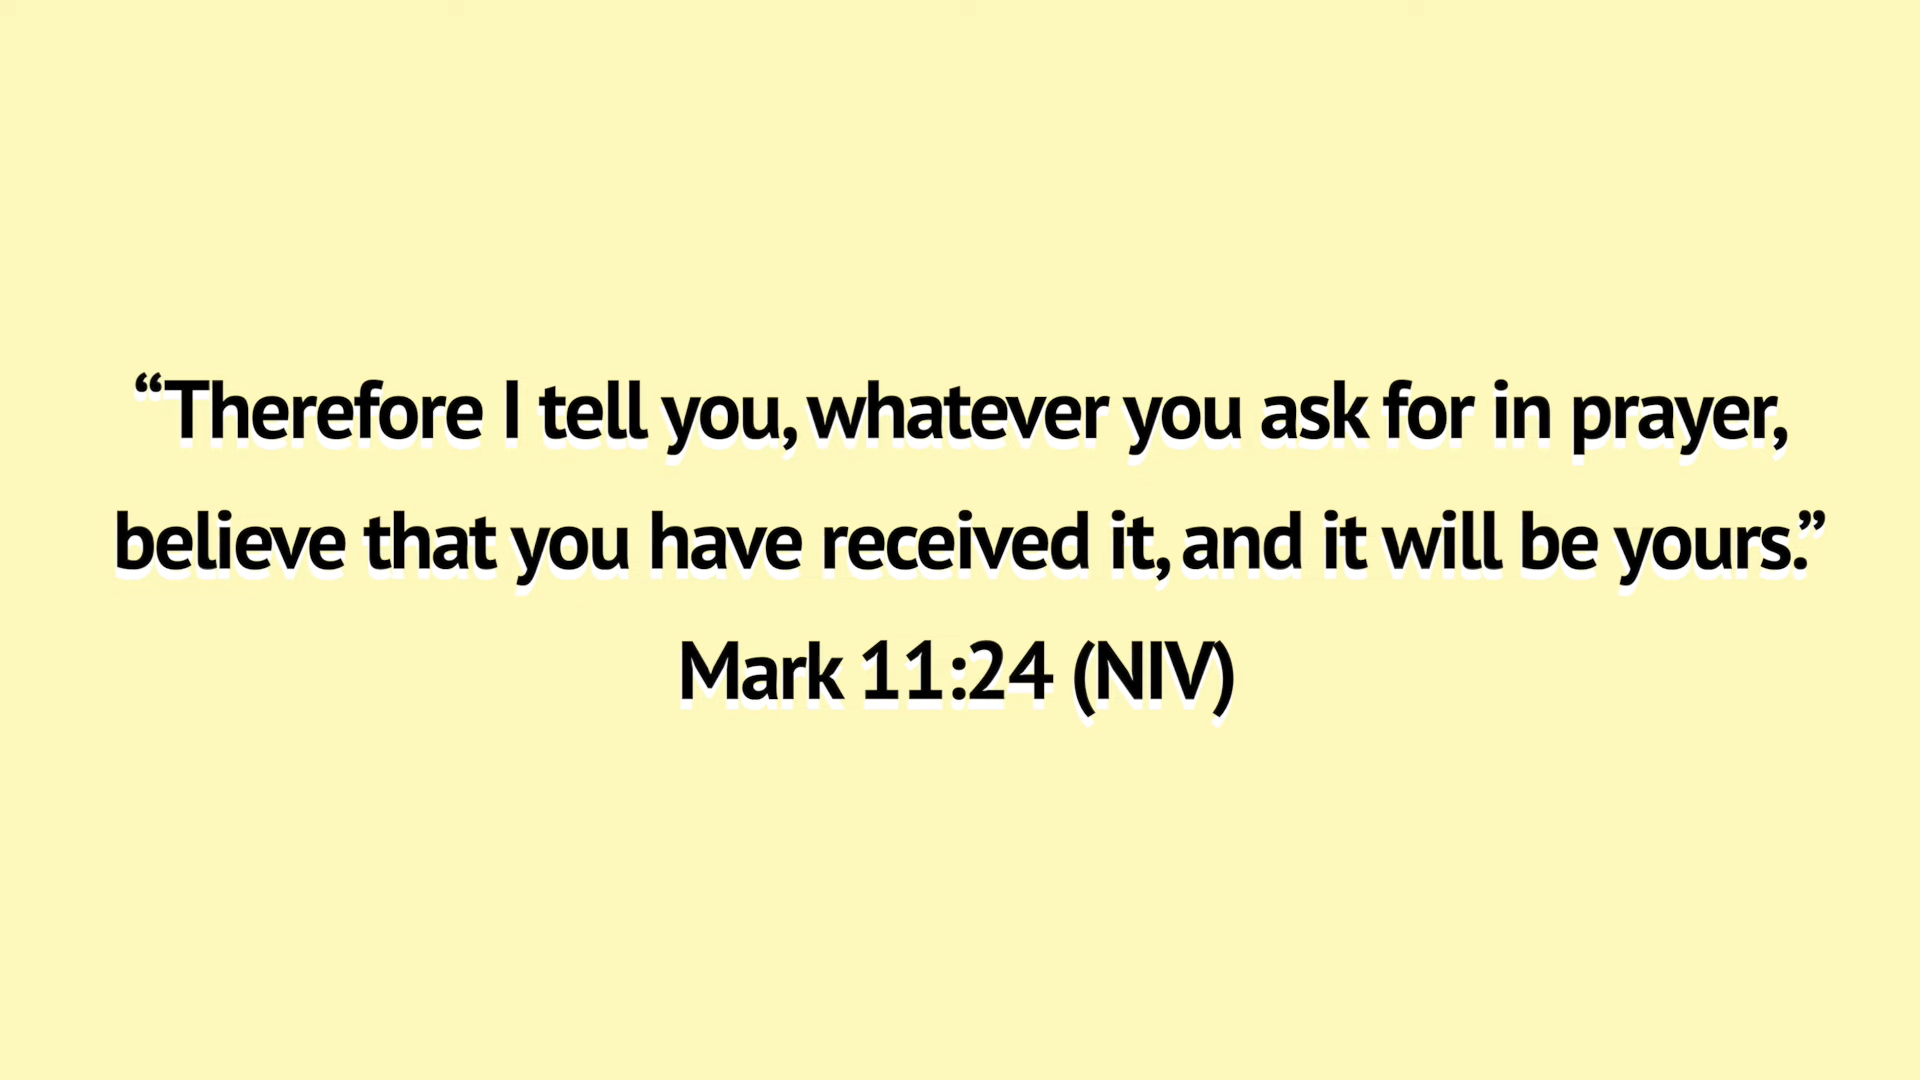 “Therefore I tell you, whatever you ask for in prayer,
believe that you have received it, and it will be yours.”
Mark 11:24 (NIV)